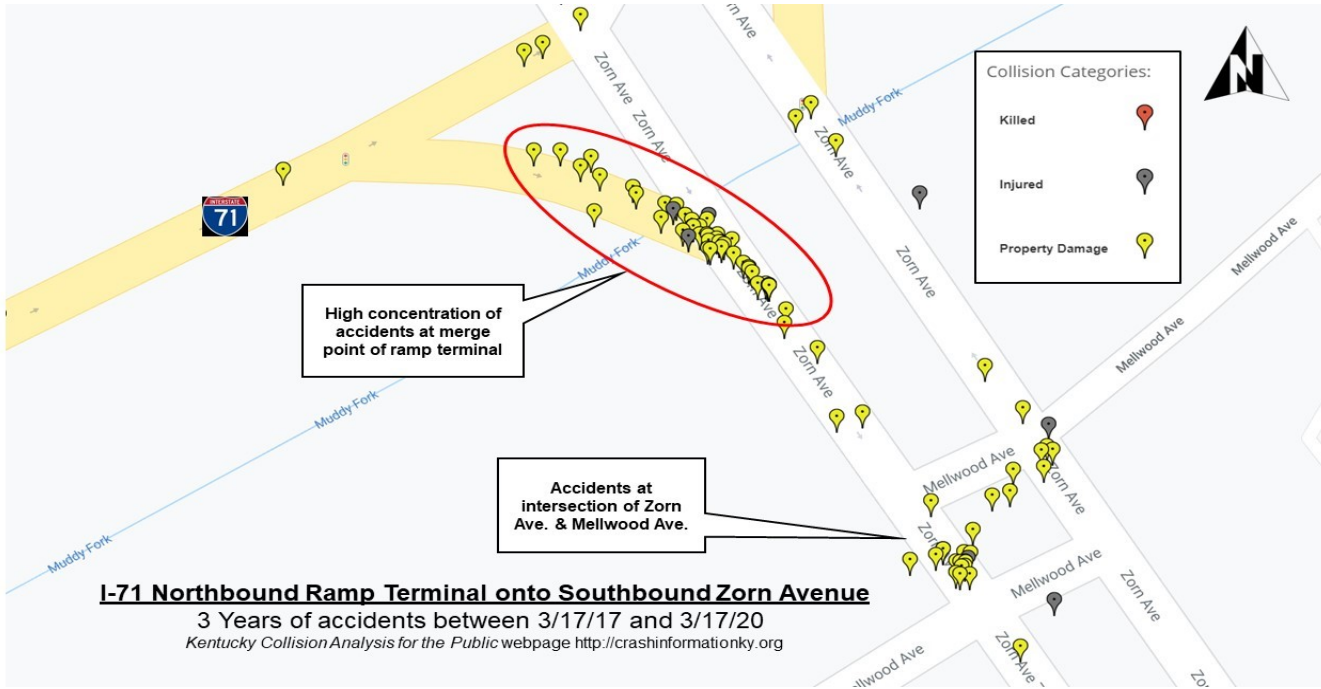 Zorn Ave
Zorn Ave
Zorn Ave
Zorn Ave
Muddy Fork
Zorn Ave
INTERSTATE
71
Collision Categories:
Killed
Injured
Property Damage
N
Muddy Fork
Zorn Ave
Zorn Ave
Mellwood Ave
Mellwood Ave
High concentration of
accidents at merge
point of ramp terminal
Zorn Ave
Muddy Fork
Mellwood Ave
Zorn Ave
Accidents at
intersection of Zorn
Ave. & Mellwood Ave.
Muddy Fork
Mellwood Ave
Zorn Ave
I-71 Northbound Ramp Terminal onto Southbound Zorn Avenue
3 Years of accidents between 3/17/17 and 3/17/20
Kentucky Collision Analysis for the Public webpage http://crashinformationky.org
Mellwood Ave
Zorn Ave